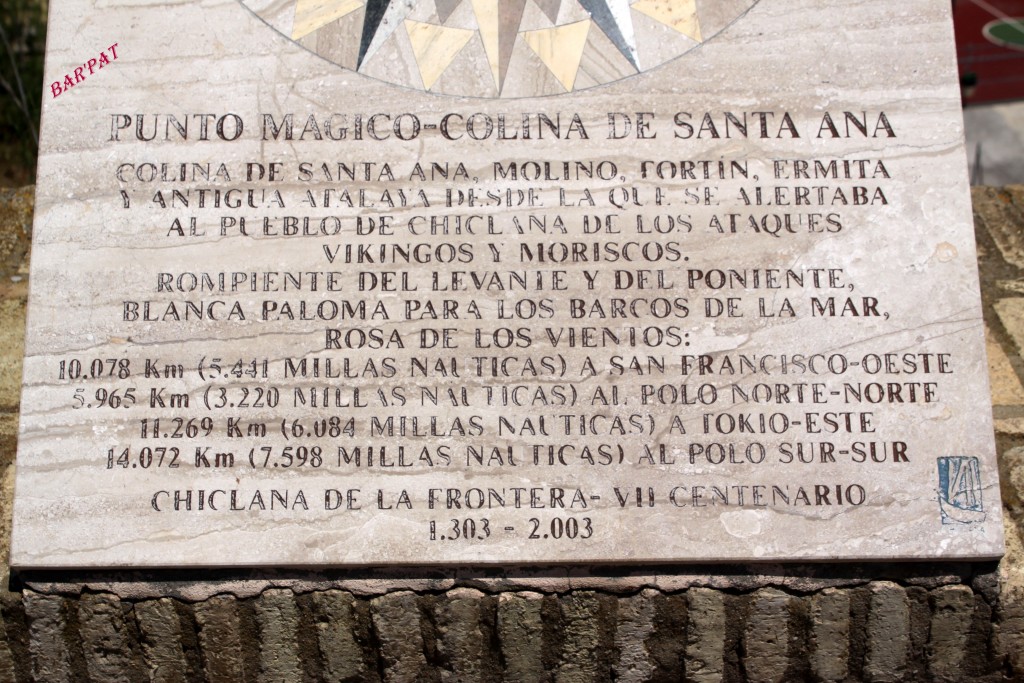 BAR'PAT
PUNTO MAGICO-COLINA DE SANTA ANA
COLINA DE SANTA ANA, MOLINO, FORTÍN, ERMITA
Y ANTIGUA ATALAYA DESDE LA QUE SE ALERTABA
AL PUEBLO DE CHICLANA DE LOS ATAQUES
VIKINGOS Y MORISCOS.
ROMPIENTE DEL LEVANTE Y DEL PONIENTE,
BLANCA PALOMA PARA LOS BARCOS DE LA MAR,
ROSA DE LOS VIENTOS:
10.078 Km (5.441 MILLAS NAUTICAS) A SAN FRANCISCO-OESTE
5.965 Km (3.220 MILLAS NAUTICAS) AL POLO NORTE-NORTE
11.269 Km (6.084 MILLAS NAUTICAS) A TOKIO-ESTE
14.072 Km (7.598 MILLAS NAUTICAS) AL POLO SUR-SUR
CHICLANA DE LA FRONTERA- VII CENTENARIO
1.303 - 2.003